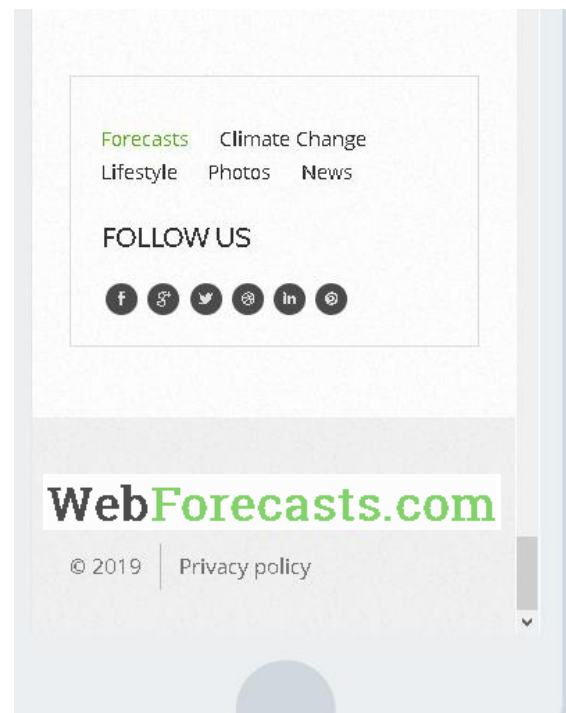 Forecasts Climate Change
Lifestyle Photos News
FOLLOW US
WebForecasts.com
© 2019 Privacy policy